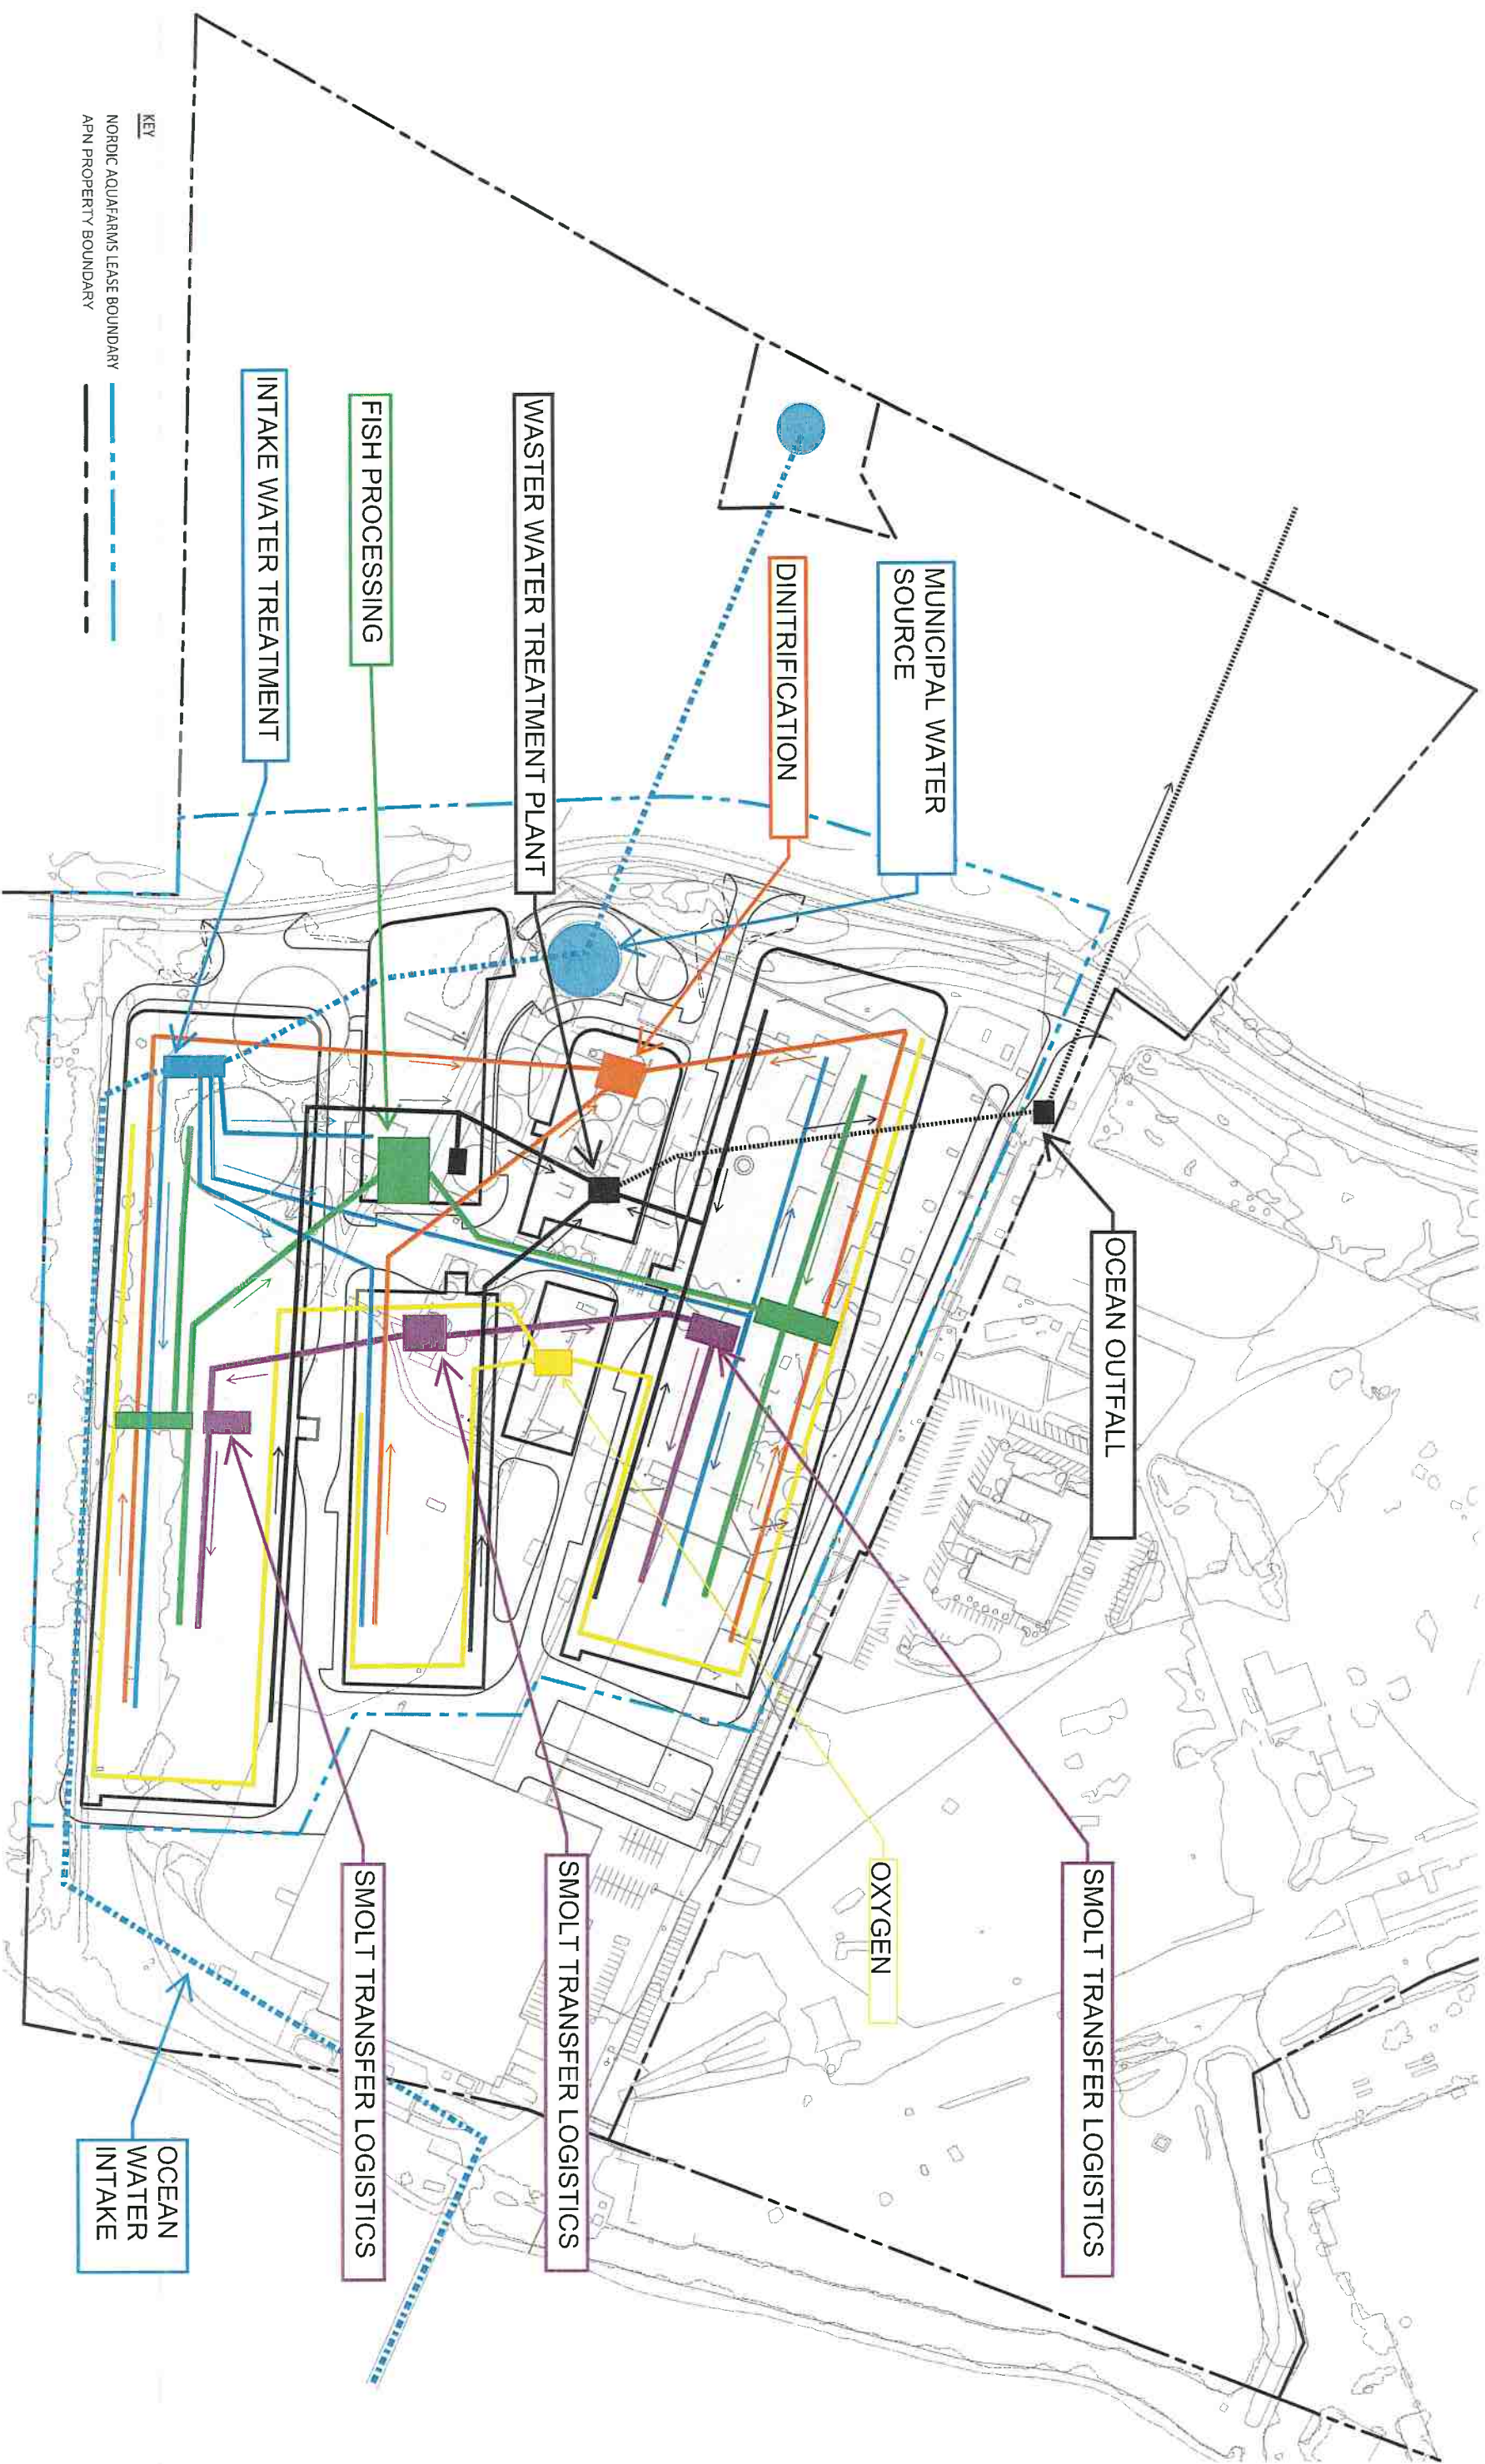 OCEAN OUTFALL
SMOLT TRANSFER LOGISTICS
MUNICIPAL WATER
SOURCE
OXYGEN
DINITRIFICATION
WASTER WATER TREATMENT PLANT
SMOLT TRANSFER LOGISTICS
FISH PROCESSING
SMOLT TRANSFER LOGISTICS
INTAKE WATER TREATMENT
OCEAN
WATER
INTAKE
KEY
NORDIC AQUAFARMS LEASE BOUNDARY
APN PROPERTY BOUNDARY